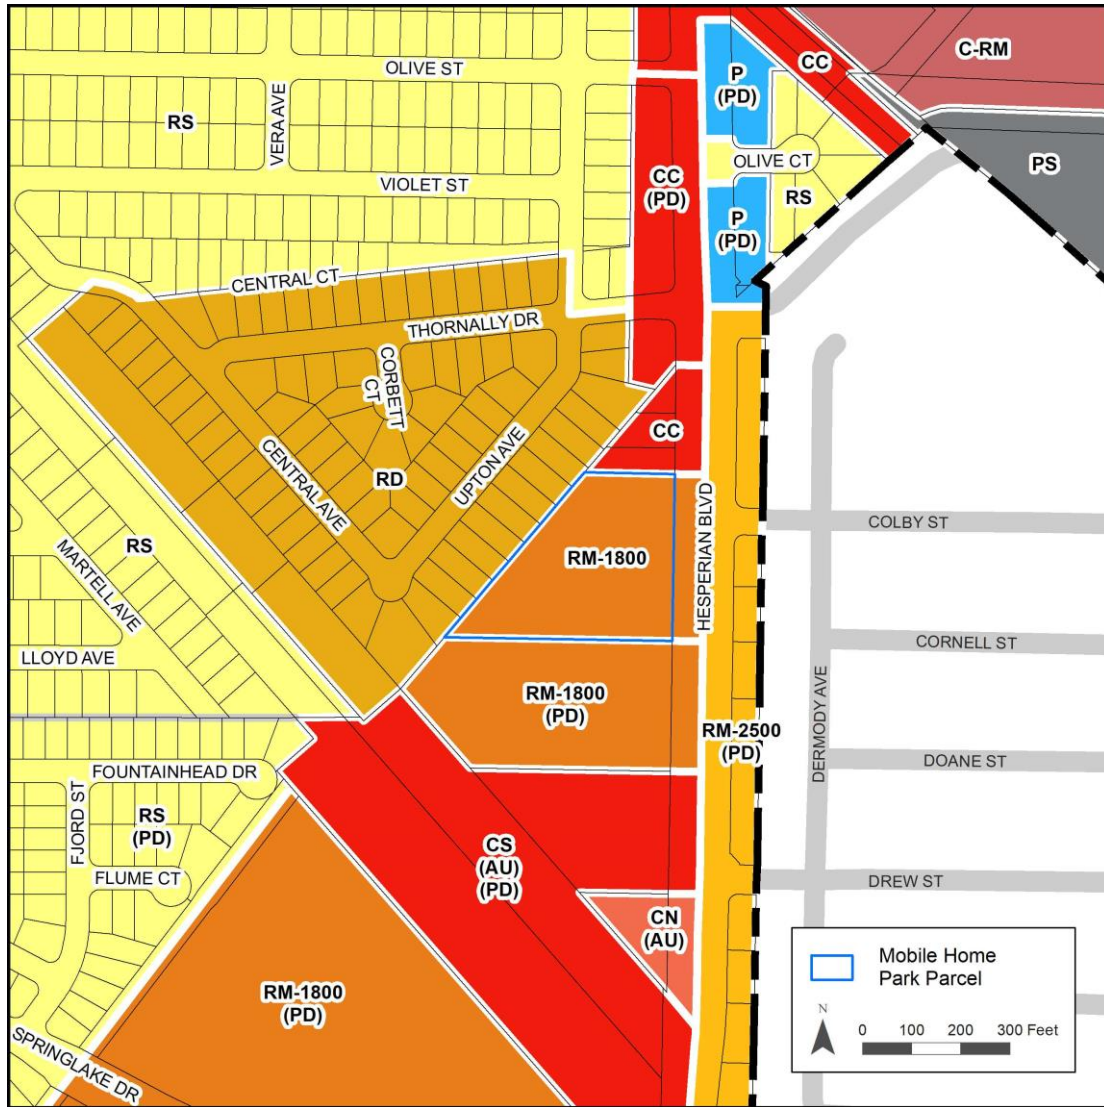 OLIVE ST
RS
VERA AVE
VIOLET ST
CC
(PD)
P
(PD)
CC
C-RM
OLIVE CT
RS
P
(PD)
PS
CENTRAL CT
THORNALLY DR
CORBETT
CT
CENTRAL AVE
RD
UPTON AVE
CC
RS
MARTELL AVE
LLOYD AVE
RM-1800
HESPERIAN BLVD
COLBY ST
CORNELL ST
RM-1800
(PD)
RM-2500
(PD)
DERMODY AVE
DOANE ST
FOUNTAINHEAD DR
FJORD ST
RS
(PD)
FLUME CT
CS
(AU)
(PD)
CN
(AU)
DREW ST
RM-1800
(PD)
SPRINGLAKE DR
Mobile Home
Park Parcel
N
0 100 200 300 Feet